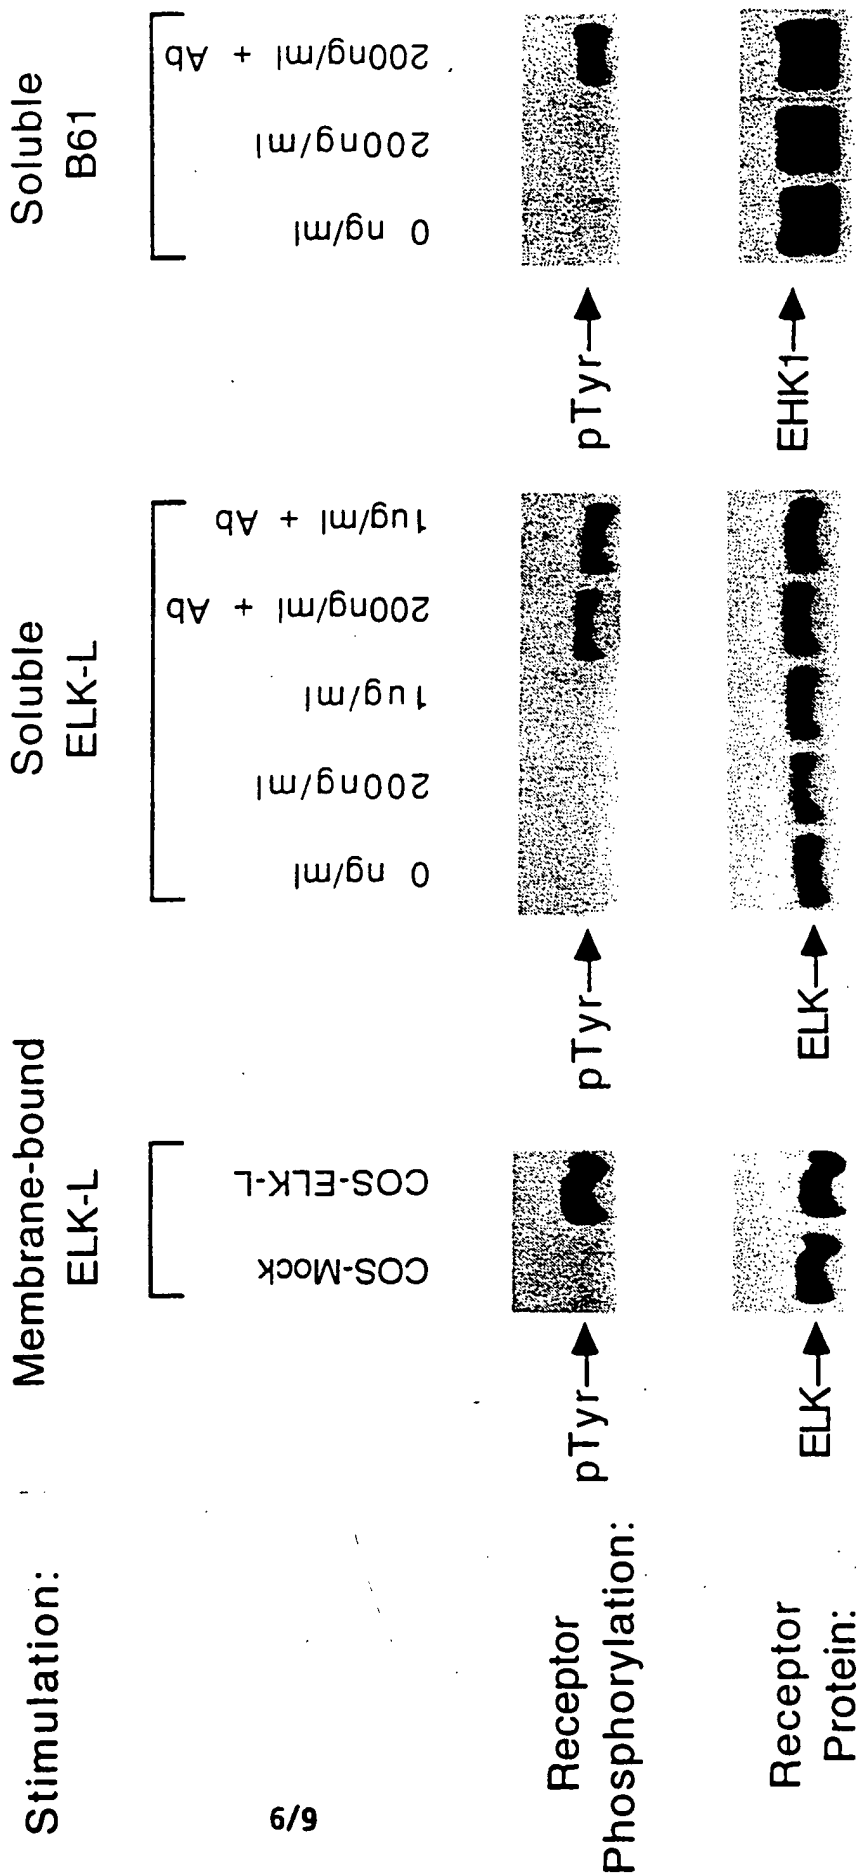 Stimulation:
Membrane-bound
ELK-L
COS-Mock
COS-ELK-L
Soluble
ELK-L
0 ng/ml
200ng/ml
1ug/ml
200ng/ml + Ab
1ug/ml + Ab
Soluble
B61
0 ng/ml
200ng/ml
200ng/ml + Ab
Receptor
Phosphorylation:
pTyr
pTyr
pTyr
Receptor
Protein:
ELK
ELK
EHK1
6/9